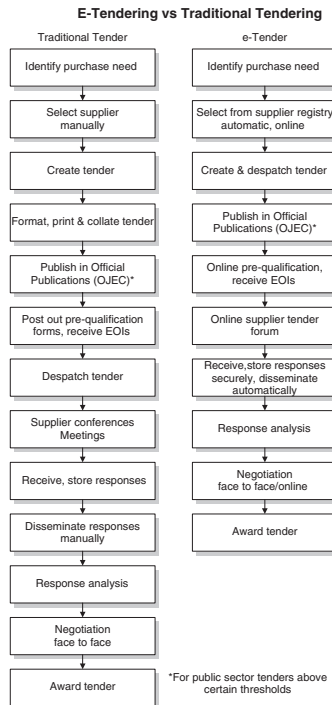 E-Tendering vs Traditional Tendering
Traditional Tender
Identify purchase need
Select supplier
manually
Create tender
Format, print & collate tender
Publish in Official
Publications (OJEC)*
Post out pre-qualification
forms, receive EOIs
Despatch tender
Supplier conferences
Meetings
Receive, store responses
Disseminate responses
manually
Response analysis
Negotiation
face to face
Award tender
e-Tender
Identify purchase need
Select from supplier registry
automatic, online
Create & despatch tender
Publish in Official
Publications (OJEC)*
Online pre-qualification,
receive EOIs
Online supplier tender
forum
Receive,store responses
securely, disseminate
automatically
Response analysis
Negotiation
face to face/online
Award tender
*For public sector tenders above
certain thresholds